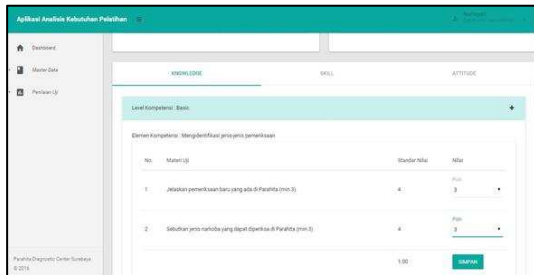 Aplikasi Analisis Kebutuhan Pelatihan
Dashboard
Master Data
Penilaian Uji
KNOWLEDGE SKILL ATTITUDE
Level Kompetensi : Basic +
Elemen Kompetensi : Mengidentifikasi jenis-jenis pemeriksaan
No. Materi Uji Standar Nilai Nilai
Pilih
1 Jelaskan pemeriksaan baru yang ada di Parahita (min.3) 4 3
Pilih
2 Sebutkan jenis narkoba yang dapat diperiksa di Parahita (min.3) 4 3
1.00 SIMPAN
Parahita Diagnostic Center Surabaya
© 2016